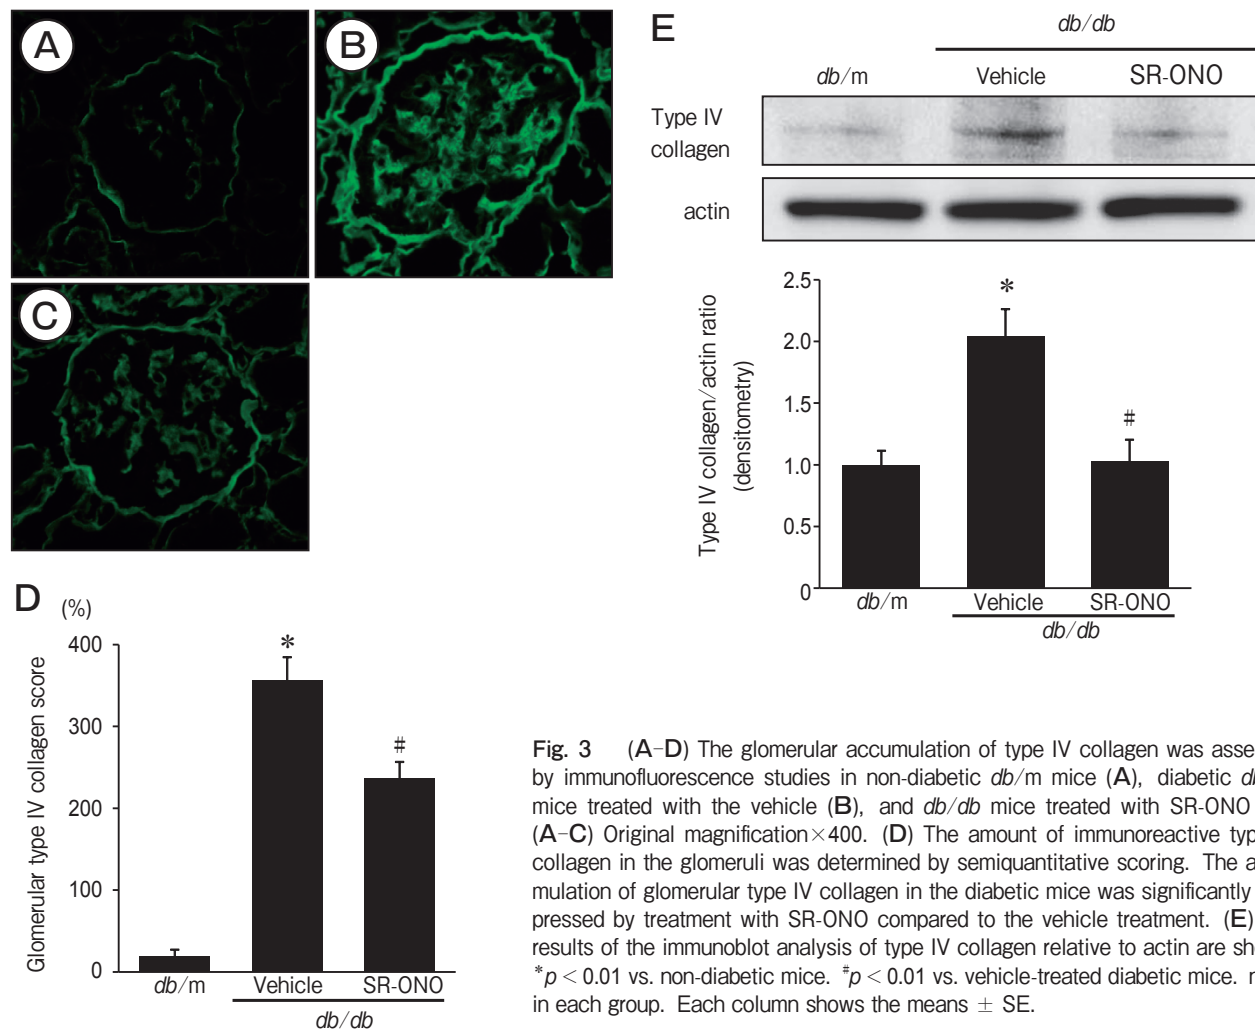 A
B
C
D
(%)
Glomerular type IV collagen score
400
300
200
100
0
*
#
db/m
Vehicle
SR-ONO
db/db
E
db/db
db/m
Vehicle
SR-ONO
Type IV
collagen
actin
Type IV collagen/actin ratio
(densitometry)
2.5
2.0
1.5
1.0
0.5
0
*
#
db/m
Vehicle
SR-ONO
db/db
Fig. 3 (A-D) The glomerular accumulation of type IV collagen was
by immunofluorescence studies in non-diabetic db/m mice (A), diabetic
mice treated with the vehicle (B), and db/db mice treated with SR-ONO
(A-C) Original magnification×400. (D) The amount of immunoreactive
collagen in the glomeruli was determined by semiquantitative scoring. The
mulation of glomerular type IV collagen in the diabetic mice was significantly
pressed by treatment with SR-ONO compared to the vehicle treatment. (E)
results of the immunoblot analysis of type IV collagen relative to actin are
*p < 0.01 vs. non-diabetic mice. #p < 0.01 vs. vehicle-treated diabetic mice.
in each group. Each column shows the means ± SE.